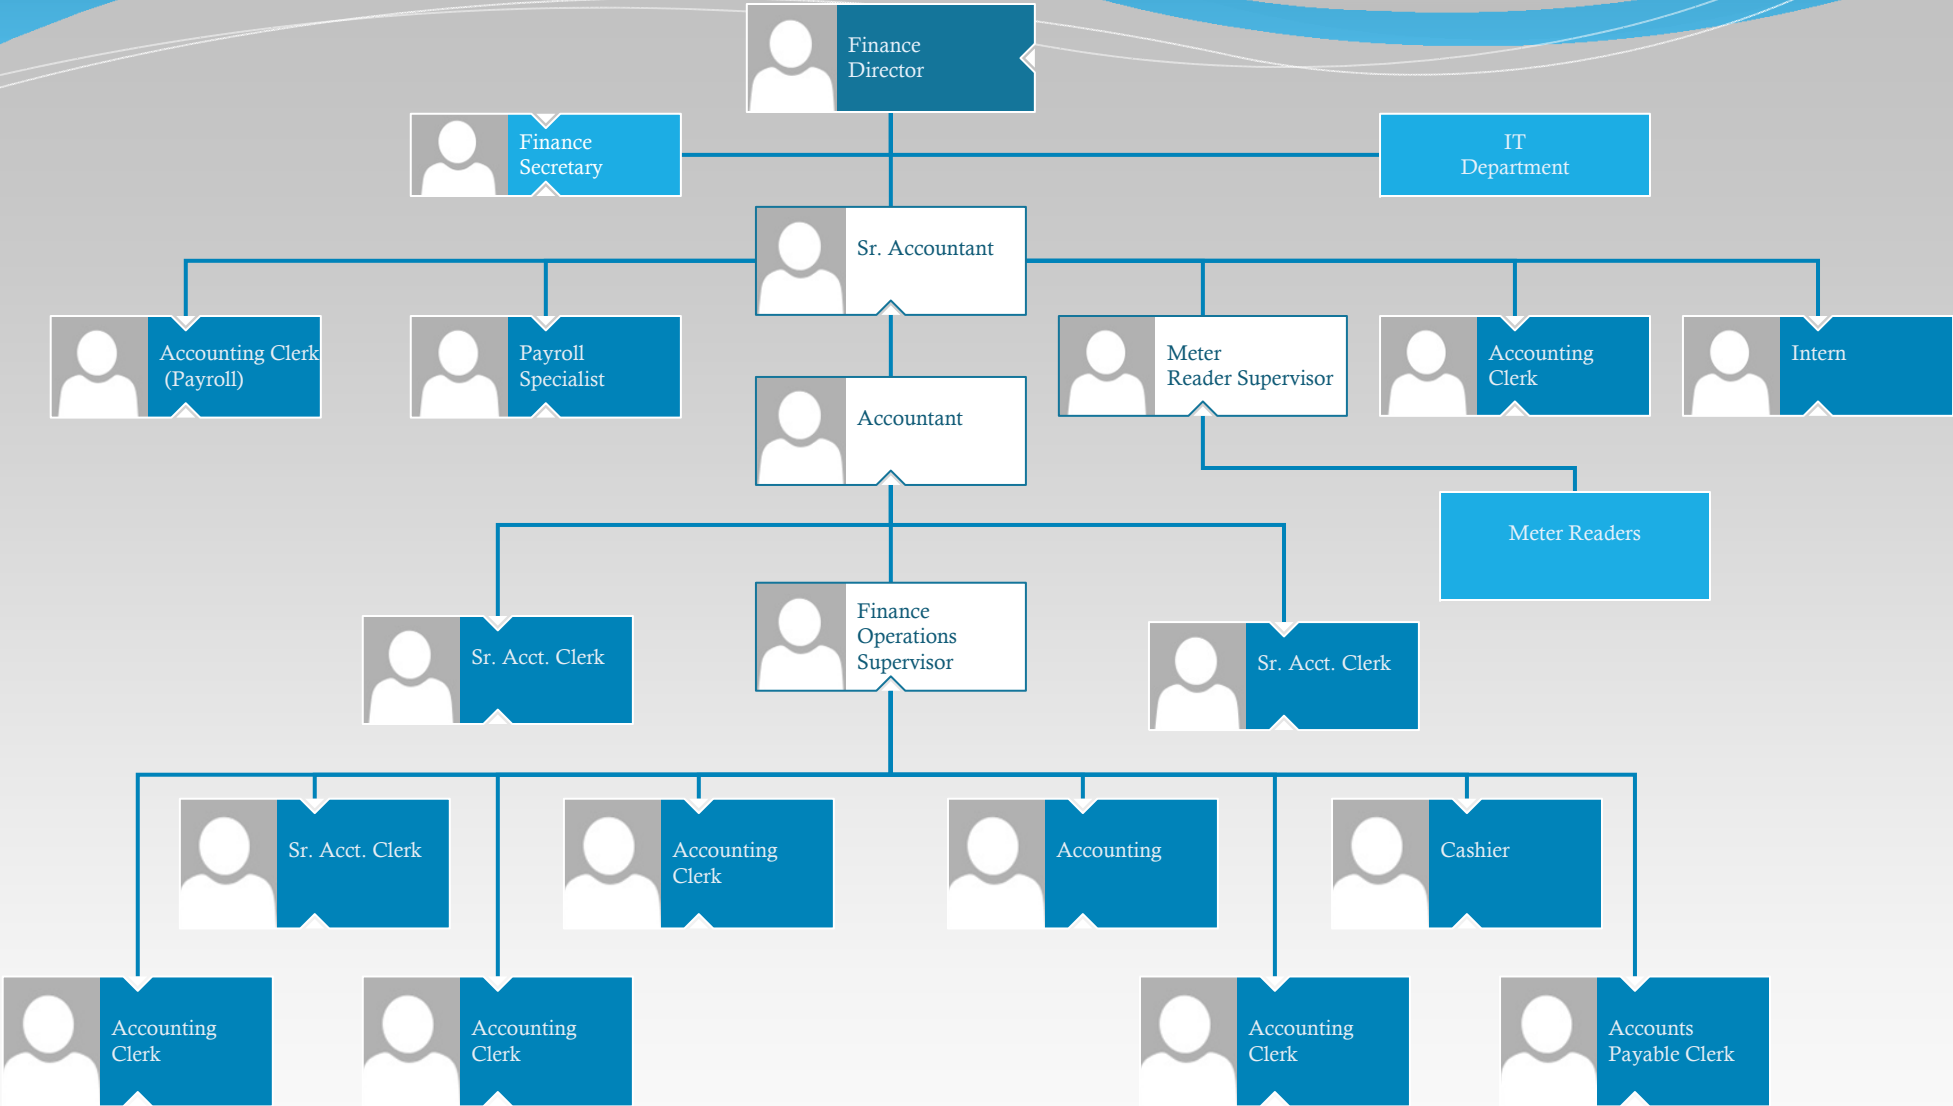 Finance
Director
Finance
Secretary
IT
Department
Sr. Accountant
Accounting Clerk
(Payroll)
Payroll
Specialist
Meter
Reader Supervisor
Accounting
Clerk
Intern
Accountant
Meter Readers
Sr. Acct. Clerk
Finance
Operations
Supervisor
Sr. Acct. Clerk
Sr. Acct. Clerk
Accounting
Clerk
Accounting
Cashier
Accounting
Clerk
Accounting
Clerk
Accounting
Clerk
Accounts
Payable Clerk